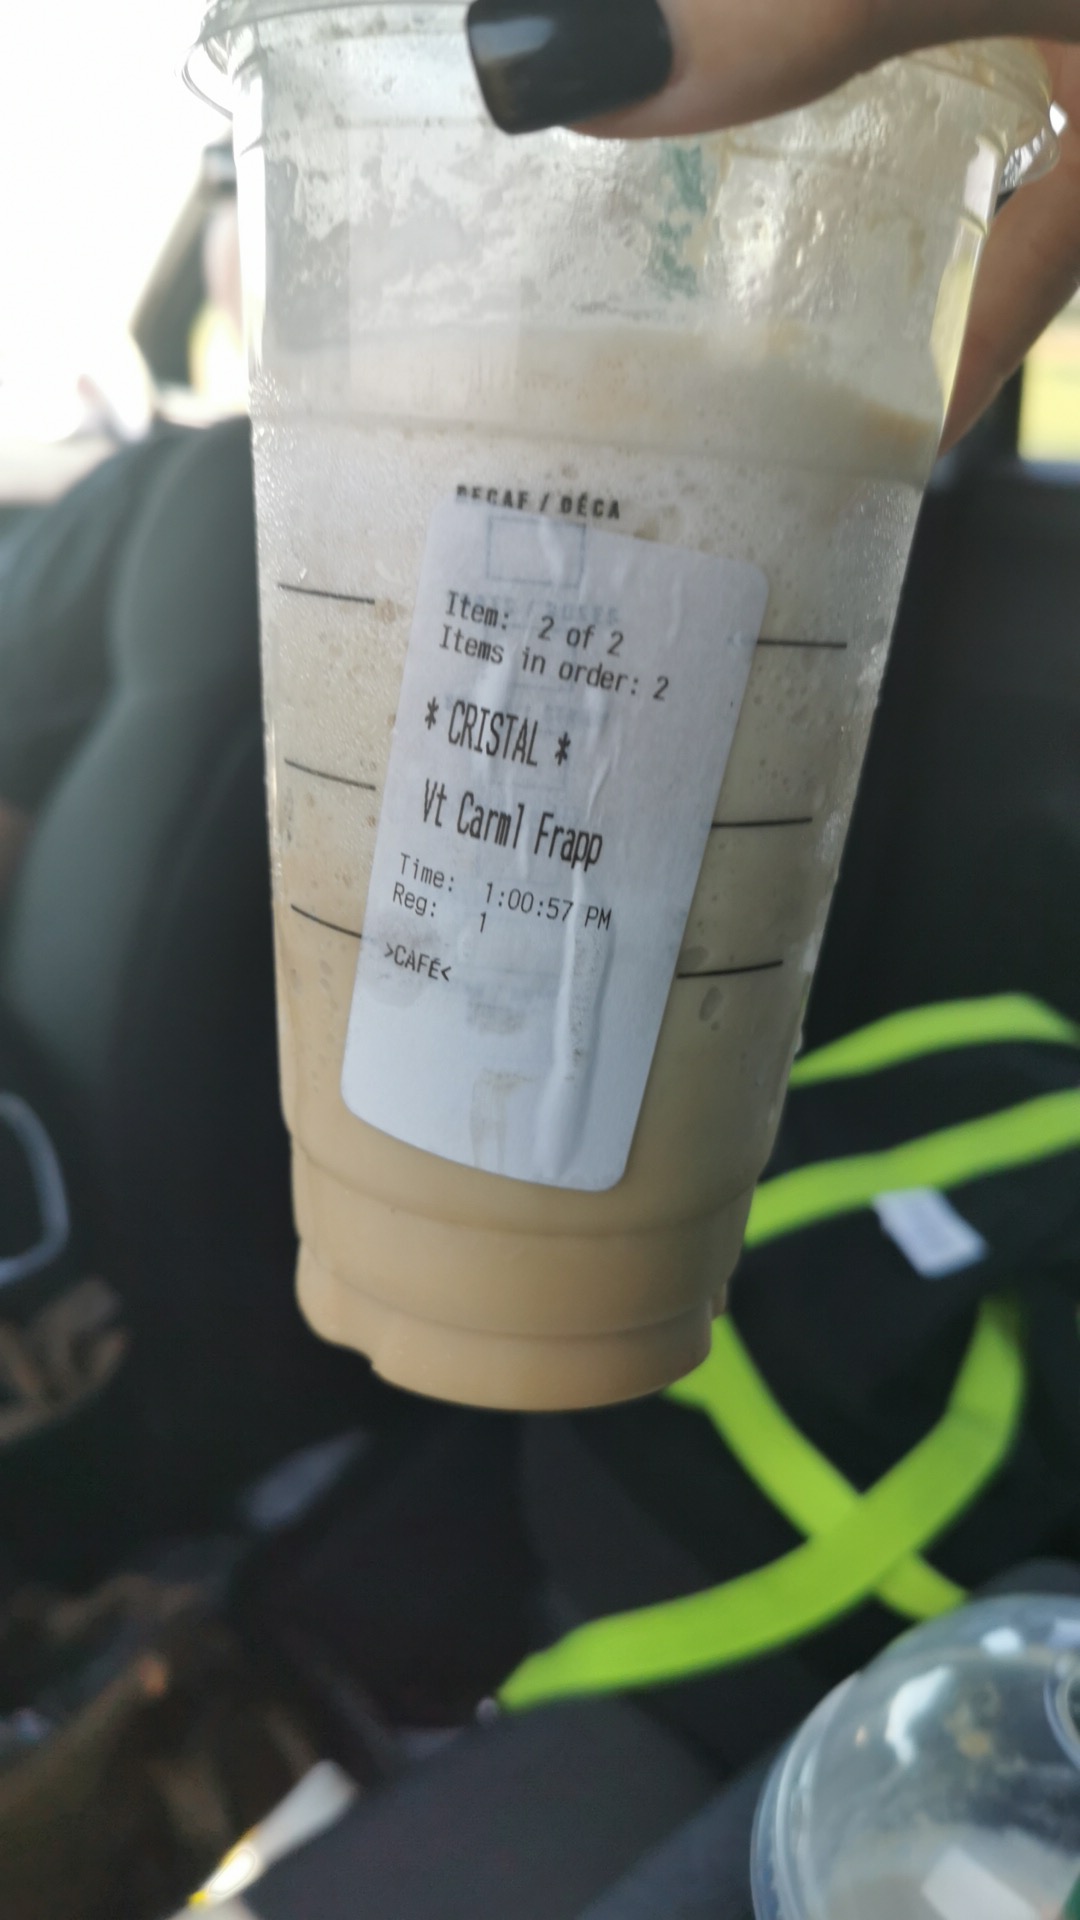 DECAF / DÉCA
Item: 2 of 2
Items in order: 2
* CRISTAL *
Vt Carml Frapp
Time: 1:00:57 PM
Reg: 1
>CAFÉ<